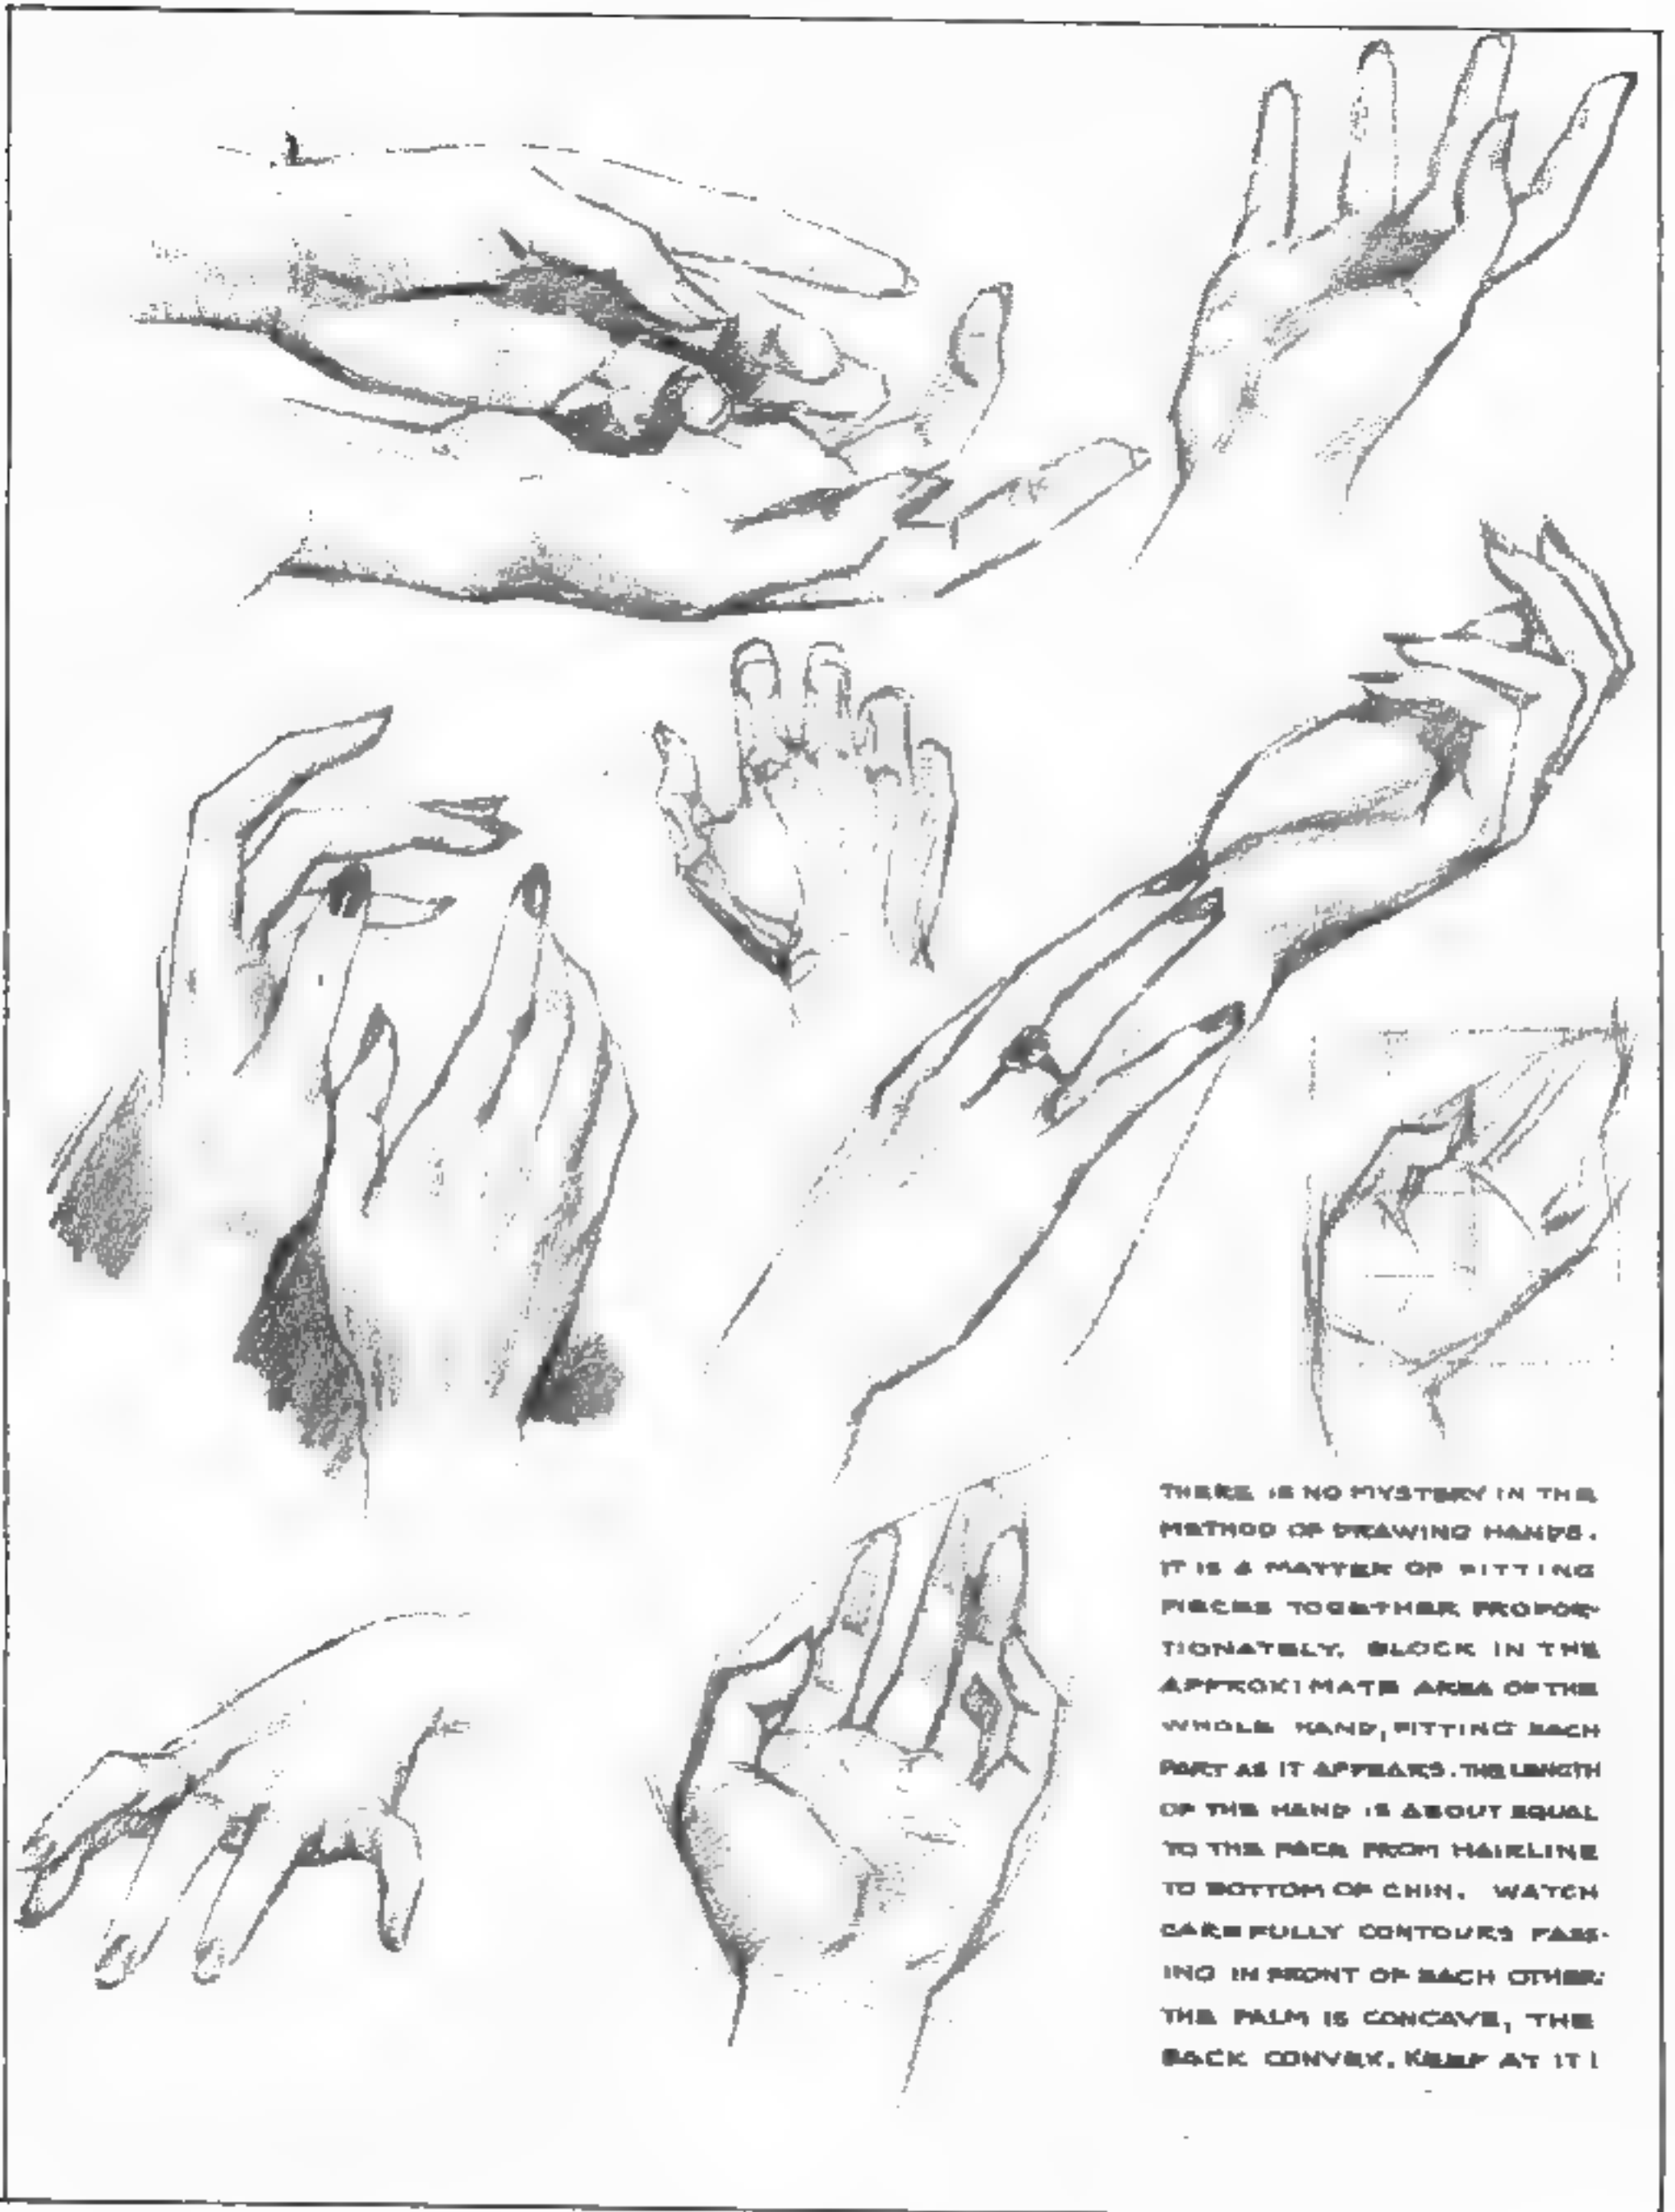 THERE IS NO MYSTERY IN THE
METHOD OF DRAWING HANDS.
IT IS A MATTER OF FITTING
PIECES TOGETHER PROPOR-
TIONATELY. BLOCK IN THE
APPROXIMATE AREA OF THE
WHOLE HAND, FITTING EACH
PART AS IT APPEARS. THE LENGTH
OF THE HAND IS ABOUT EQUAL
TO THE FACE FROM HAIRLINE
TO BOTTOM OF CHIN. WATCH
CAREFULLY CONTOURS PASS-
ING IN FRONT OF EACH OTHER.
THE PALM IS CONCAVE, THE
BACK CONVEX. KEEP AT IT!